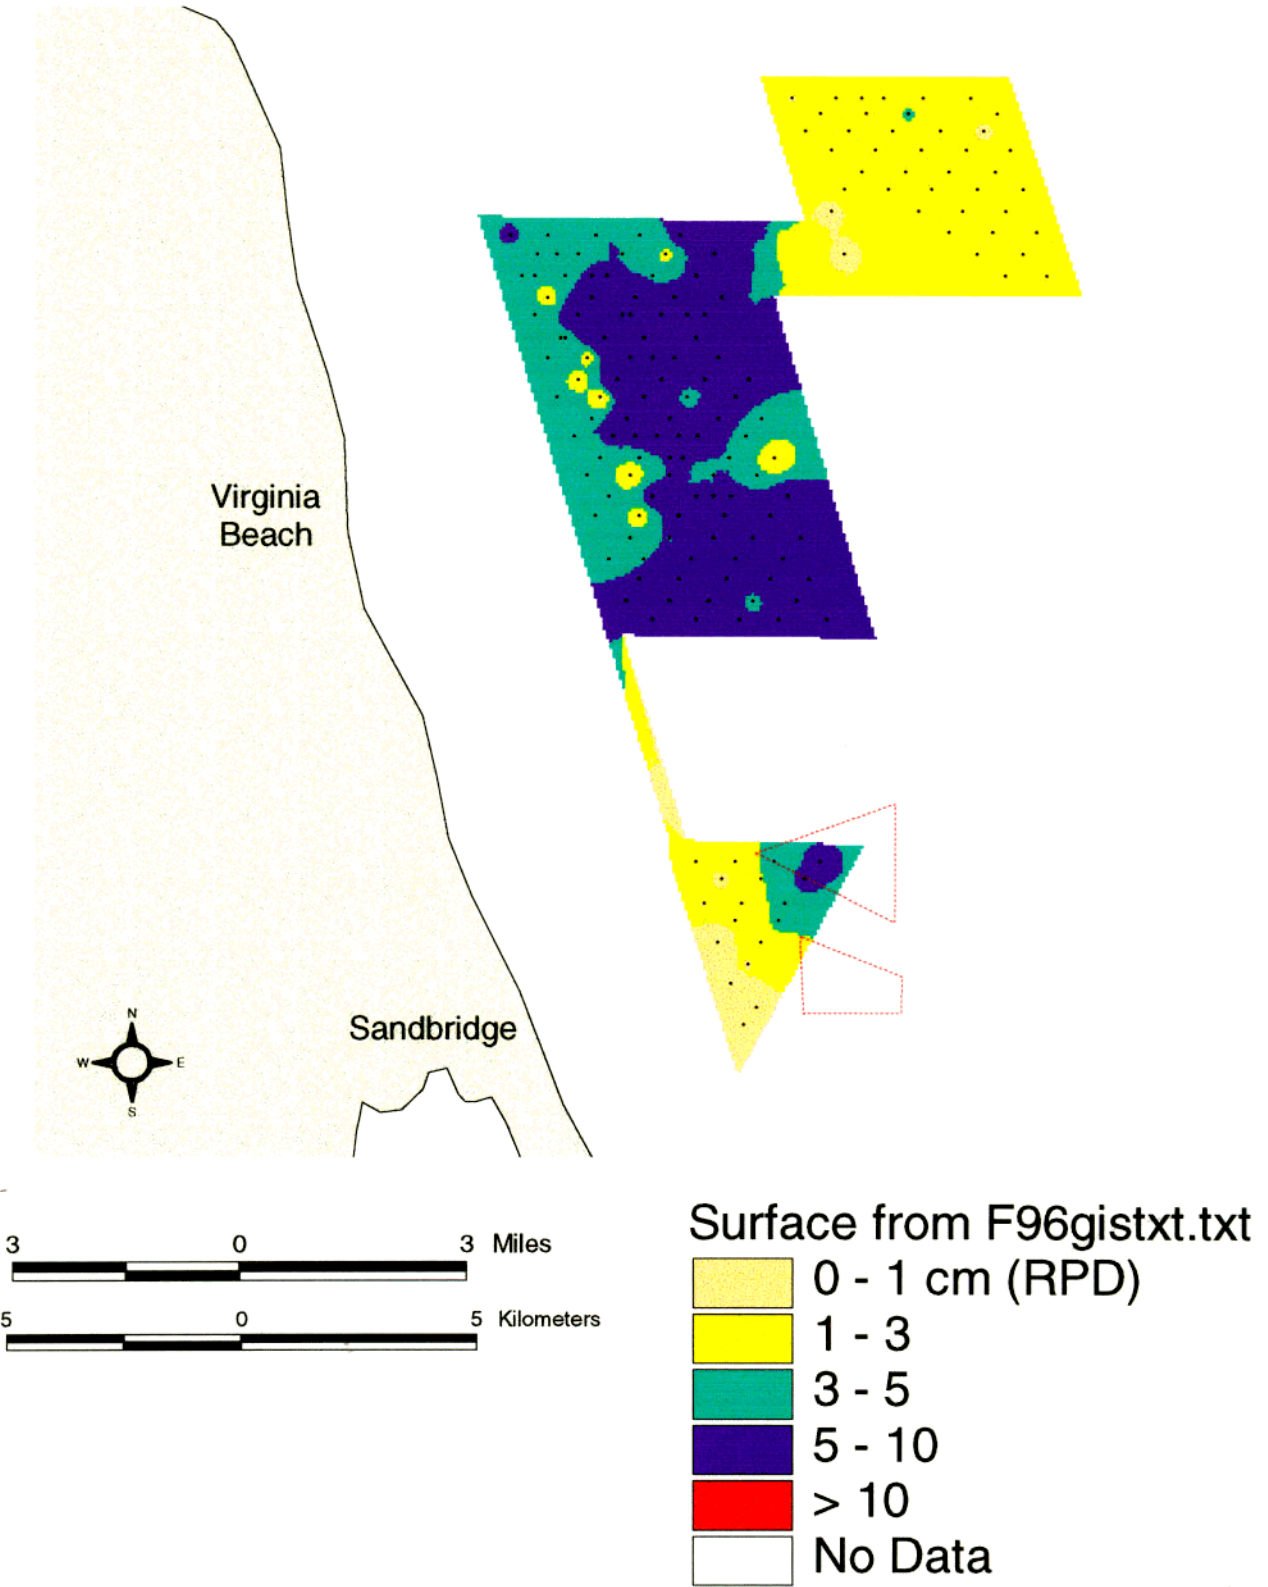 Virginia
Beach
Sandbridge
N
W E
S
3 0 3 Miles
5 0 5 Kilometers
Surface from F96gistxt.txt
0 - 1 cm (RPD)
1 - 3
3 - 5
5 - 10
> 10
No Data